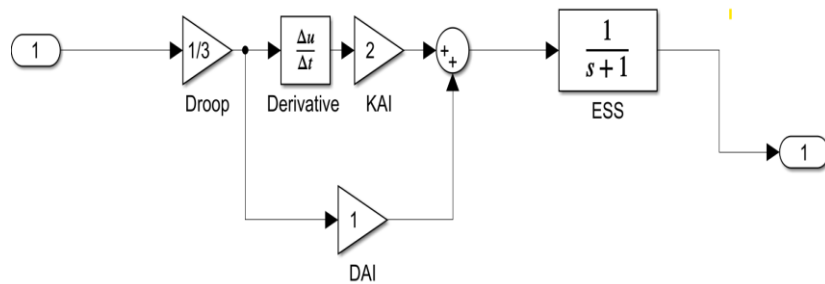 1
1/3
Droop
Δu
Δt
Derivative
2
KAI
+
+
1
s+1
ESS
1
1
DAI